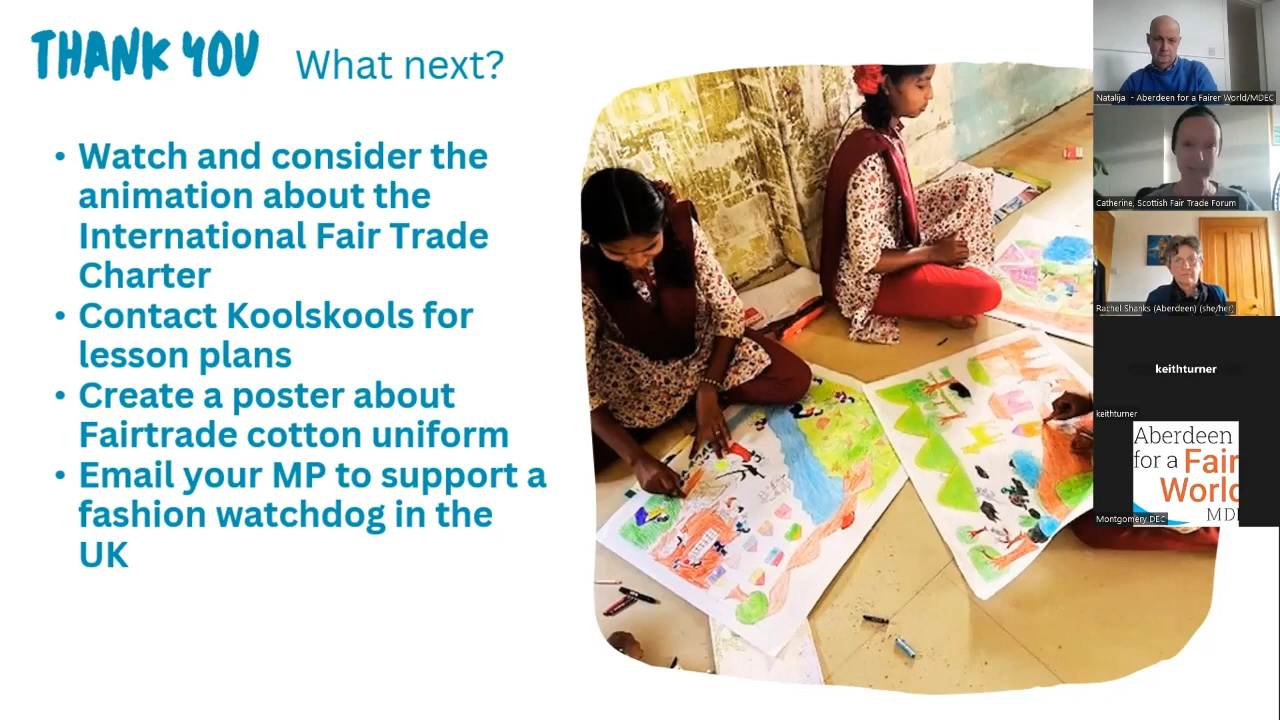 THANK YOU What next?
• Watch and consider the
animation about the
International Fair Trade
Charter
• Contact Koolskools for
lesson plans
• Create a poster about
Fairtrade cotton uniform
• Email your MP to support a
fashion watchdog in the
UK
Natalija - Aberdeen for a Fairer World/MDEC
Catherine, Scottish Fair Trade Forum
Rachel Shanks (Aberdeen) (she/her)
keithturner
keithturner
Aberdeen
for a Fair
World
MD
Montgomery DEC